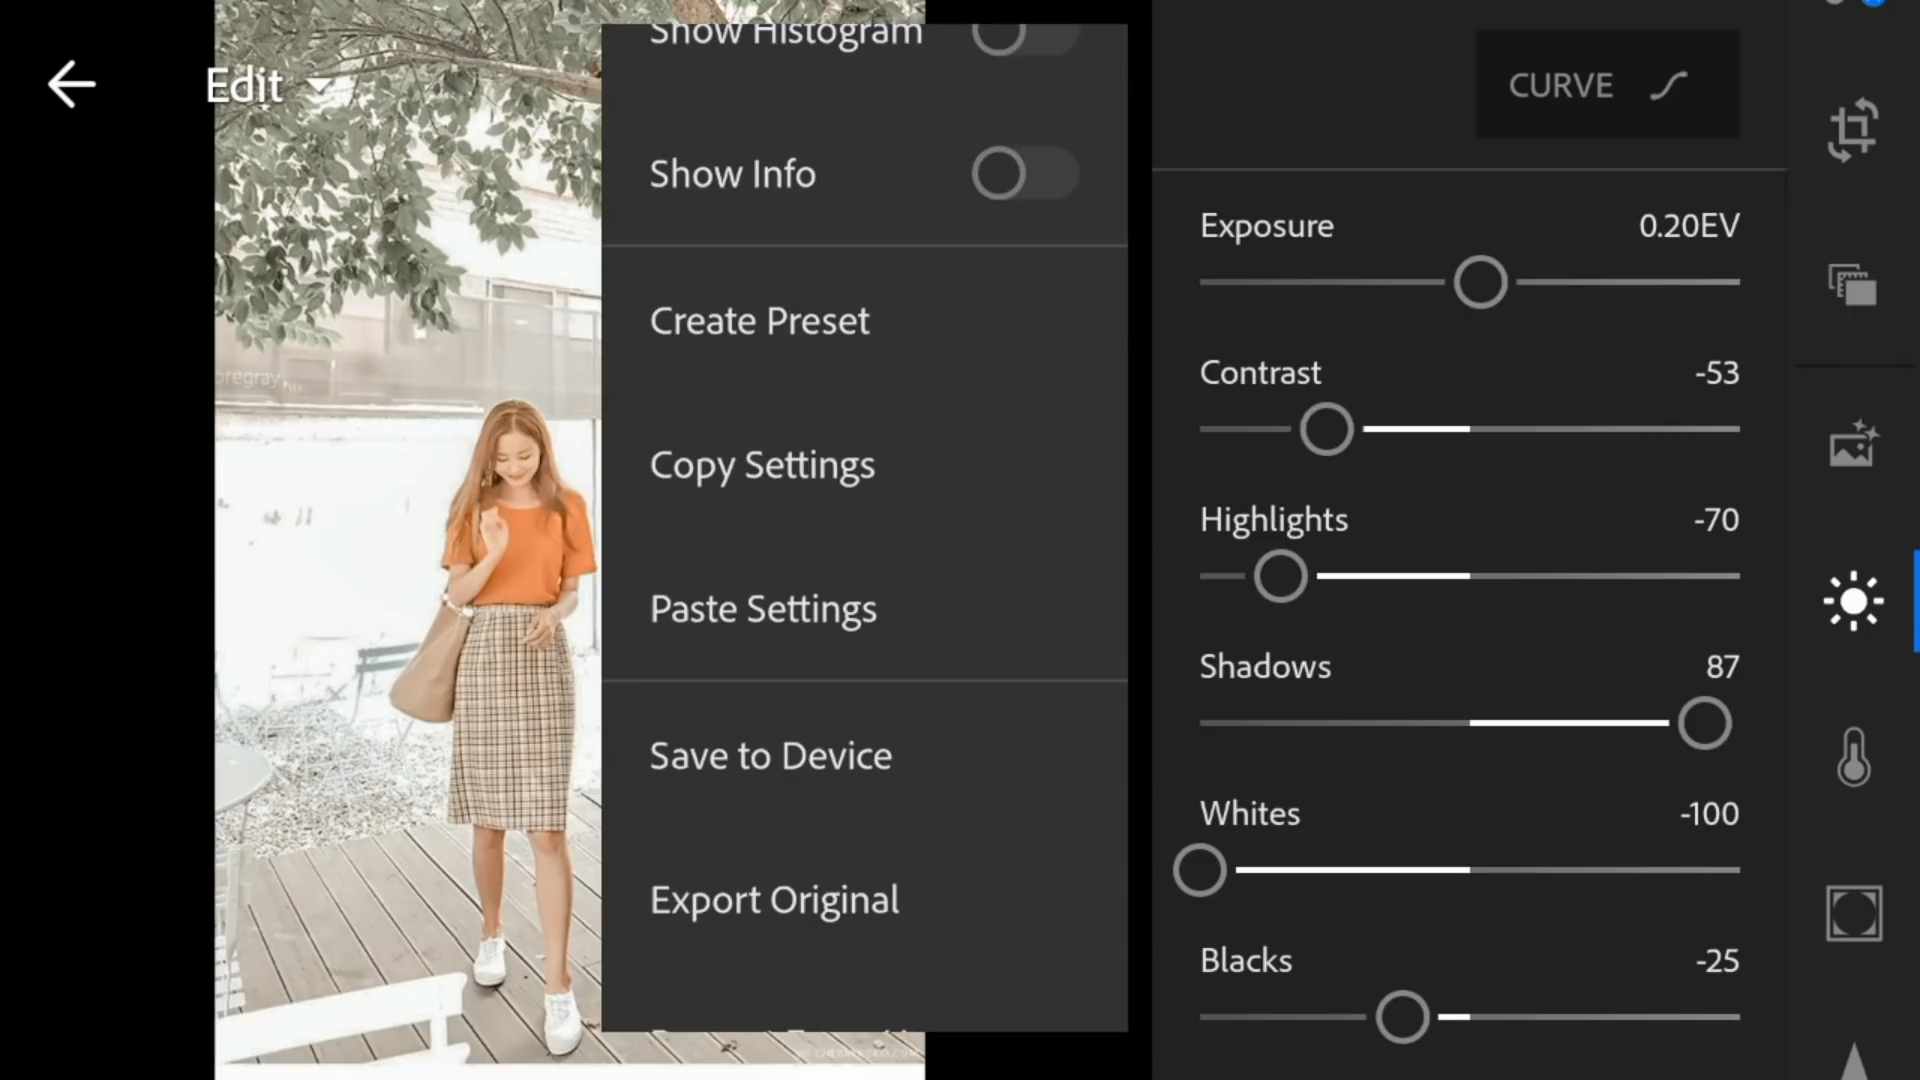 Edit
Show Histogram
Show Info
Create Preset
Copy Settings
Paste Settings
Save to Device
Export Original
CURVE
Exposure 0.20EV
Contrast -53
Highlights -70
Shadows 87
Whites -100
Blacks -25